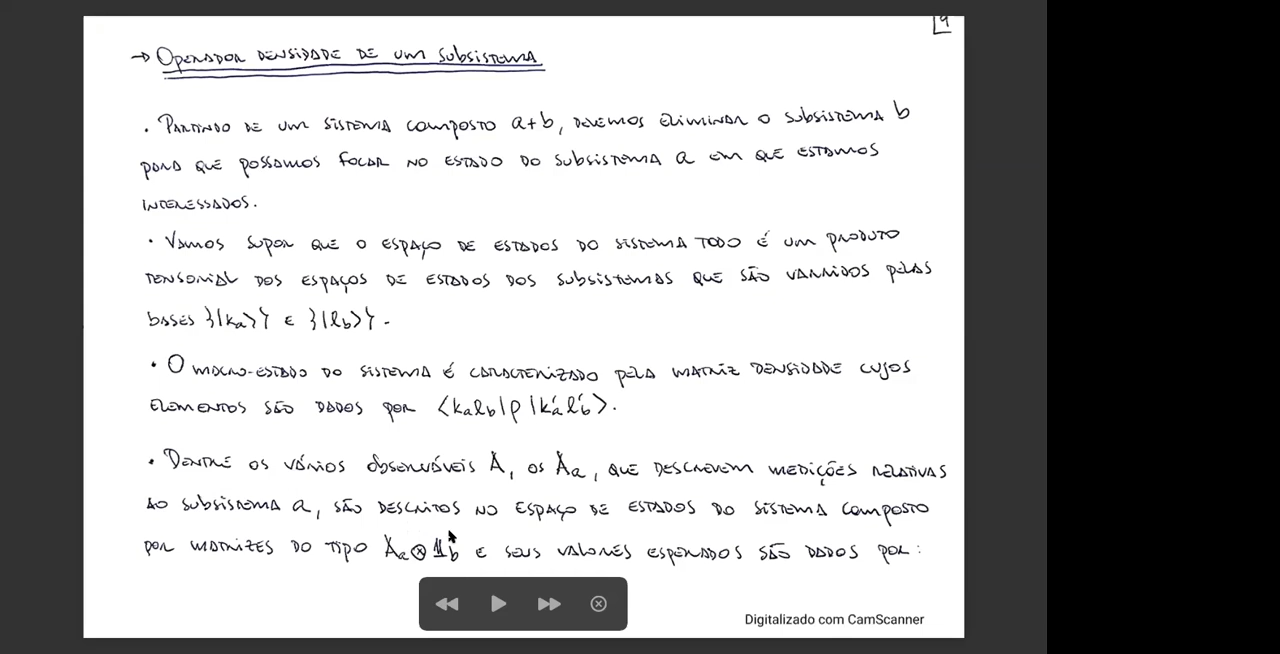 9
→ OPERADOR DENSIDADE DE UM SUBSISTEMA
• PARTINDO DE UM SISTEMA COMPOSTO a+b, DEVEMOS ELIMINAR O SUBSISTEMA b
PARA QUE POSSAMOS FOCAR NO ESTADO DO SUBSISTEMA a EM QUE ESTAMOS
INTERESSADOS.
• VAMOS SUPOR QUE O ESPAÇO DE ESTADOS DO SISTEMA TODO É UM PRODUTO
TENSORIAL DOS ESPAÇOS DE ESTADOS DOS SUBSISTEMAS QUE SÃO VARRIDOS PELAS
BASES {|ka>} E {|lb>}.
• O MACRO-ESTADO DO SISTEMA É CARACTERIZADO PELA MATRIZ DENSIDADE CUJOS
ELEMENTOS SÃO DADOS POR <ka lb|ρ|k'a l'b>.
• DENTRE OS VÁRIOS OBSERVÁVEIS Â, OS Âa, QUE DESCREVEM MEDIÇÕES RELATIVAS
AO SUBSISTEMA a, SÃO DESCRITOS NO ESPAÇO DE ESTADOS DO SISTEMA COMPOSTO
POR MATRIZES DO TIPO Âa⊗𝟙b E SEUS VALORES ESPERADOS SÃO DADOS POR:
Digitalizado com CamScanner